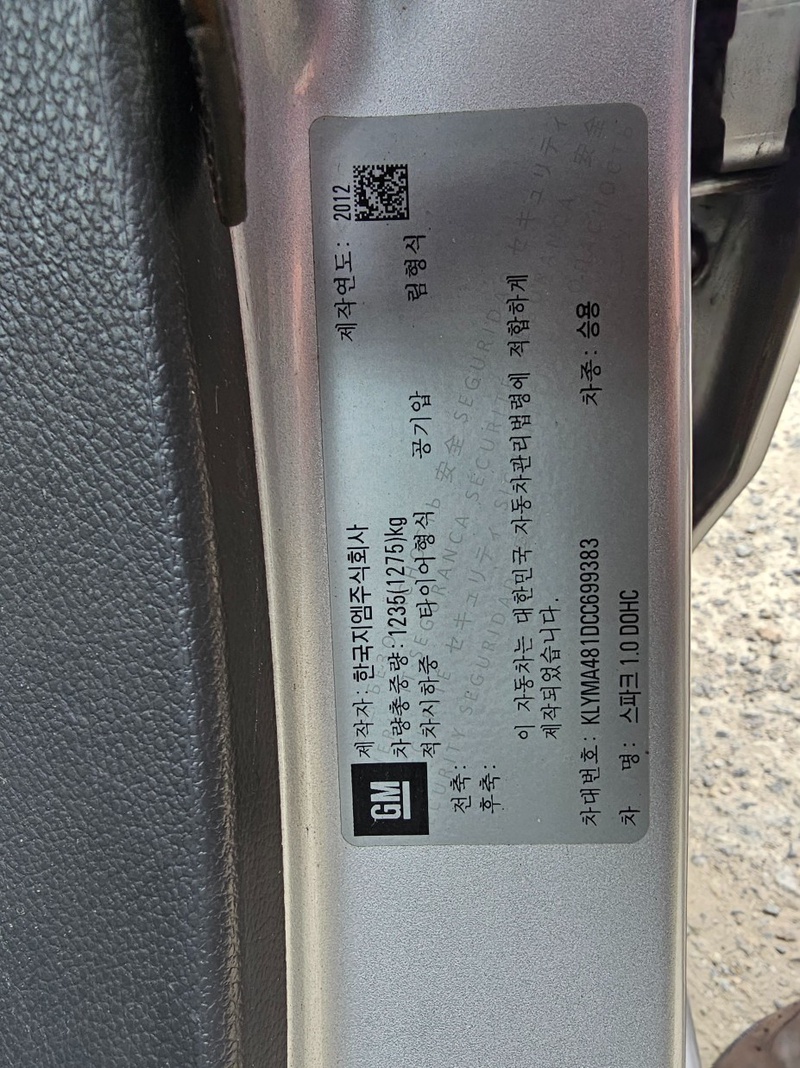 GM
제작자: 한국지엠주식회사 제작연도: 2012
차량총중량: 1235(1275)kg
적차시하중 타이어형식 공기압 림형식
전축:
후축:
이 자동차는 대한민국 자동차관리법령에 적합하게
제작되었습니다.
차대번호: KLYMA481DCC699383 차종: 승용
차 명: 스파크 1.0 DOHC